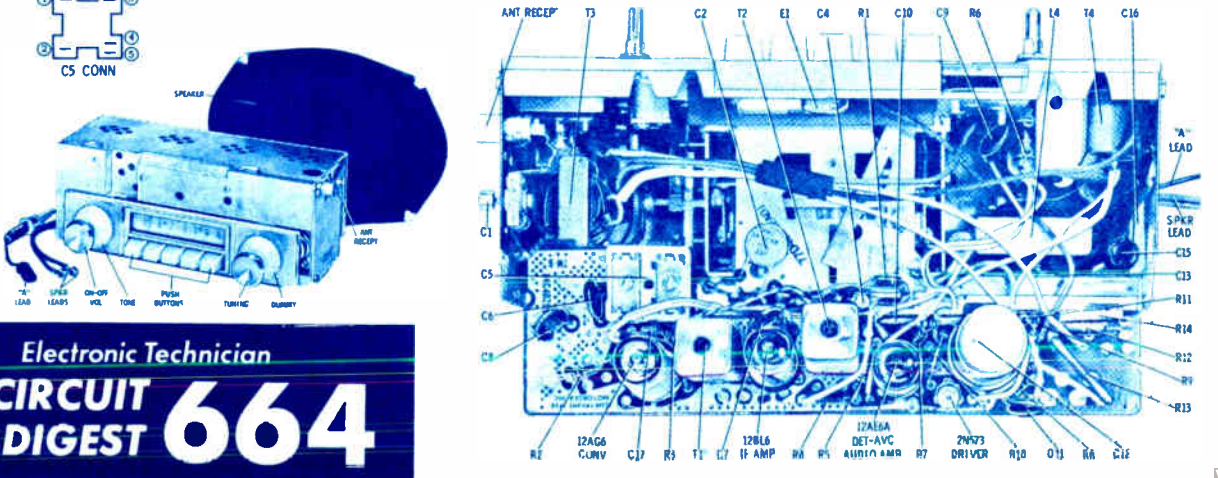 C5 CONN
SPEAKER
ANT
RECEPT
"A"
LEAD
SPKR
LEADS
ON-OFF
VOL
TONE
PUSH
BUTTONS
TUNING
DUMMY
Electronic Technician
CIRCUIT
DIGEST
664
ANT RECEPT T3 C2 T2 E1 C4 R1 C10 C9 R6 L4 T4 C16
"A"
LEAD
SPKR
LEAD
C1
C15
C5
C13
C6
R11
R14
C8
R12
R9
R13
R2
12AG6
CONV
C17
R3
T1
C7
12BL6
IF AMP
R4
R5
12AE6A
DET-AVC
AUDIO AMP
R7
2N573
DRIVER
R10
C11
R8
C12